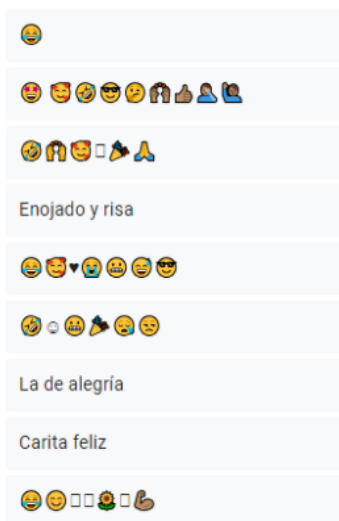 😂
🤩 🥰🤣😎🫤🙌🏽👍🏽🤦🏽‍♂️🙋🏽‍♂️
🤣🙌🥰□🎉🙏
Enojado y risa
😂🥰♥😭😬😅😎
🤣☺😬🎉😪😒
La de alegría
Carita feliz
😂😊□□🌻□💪🏽